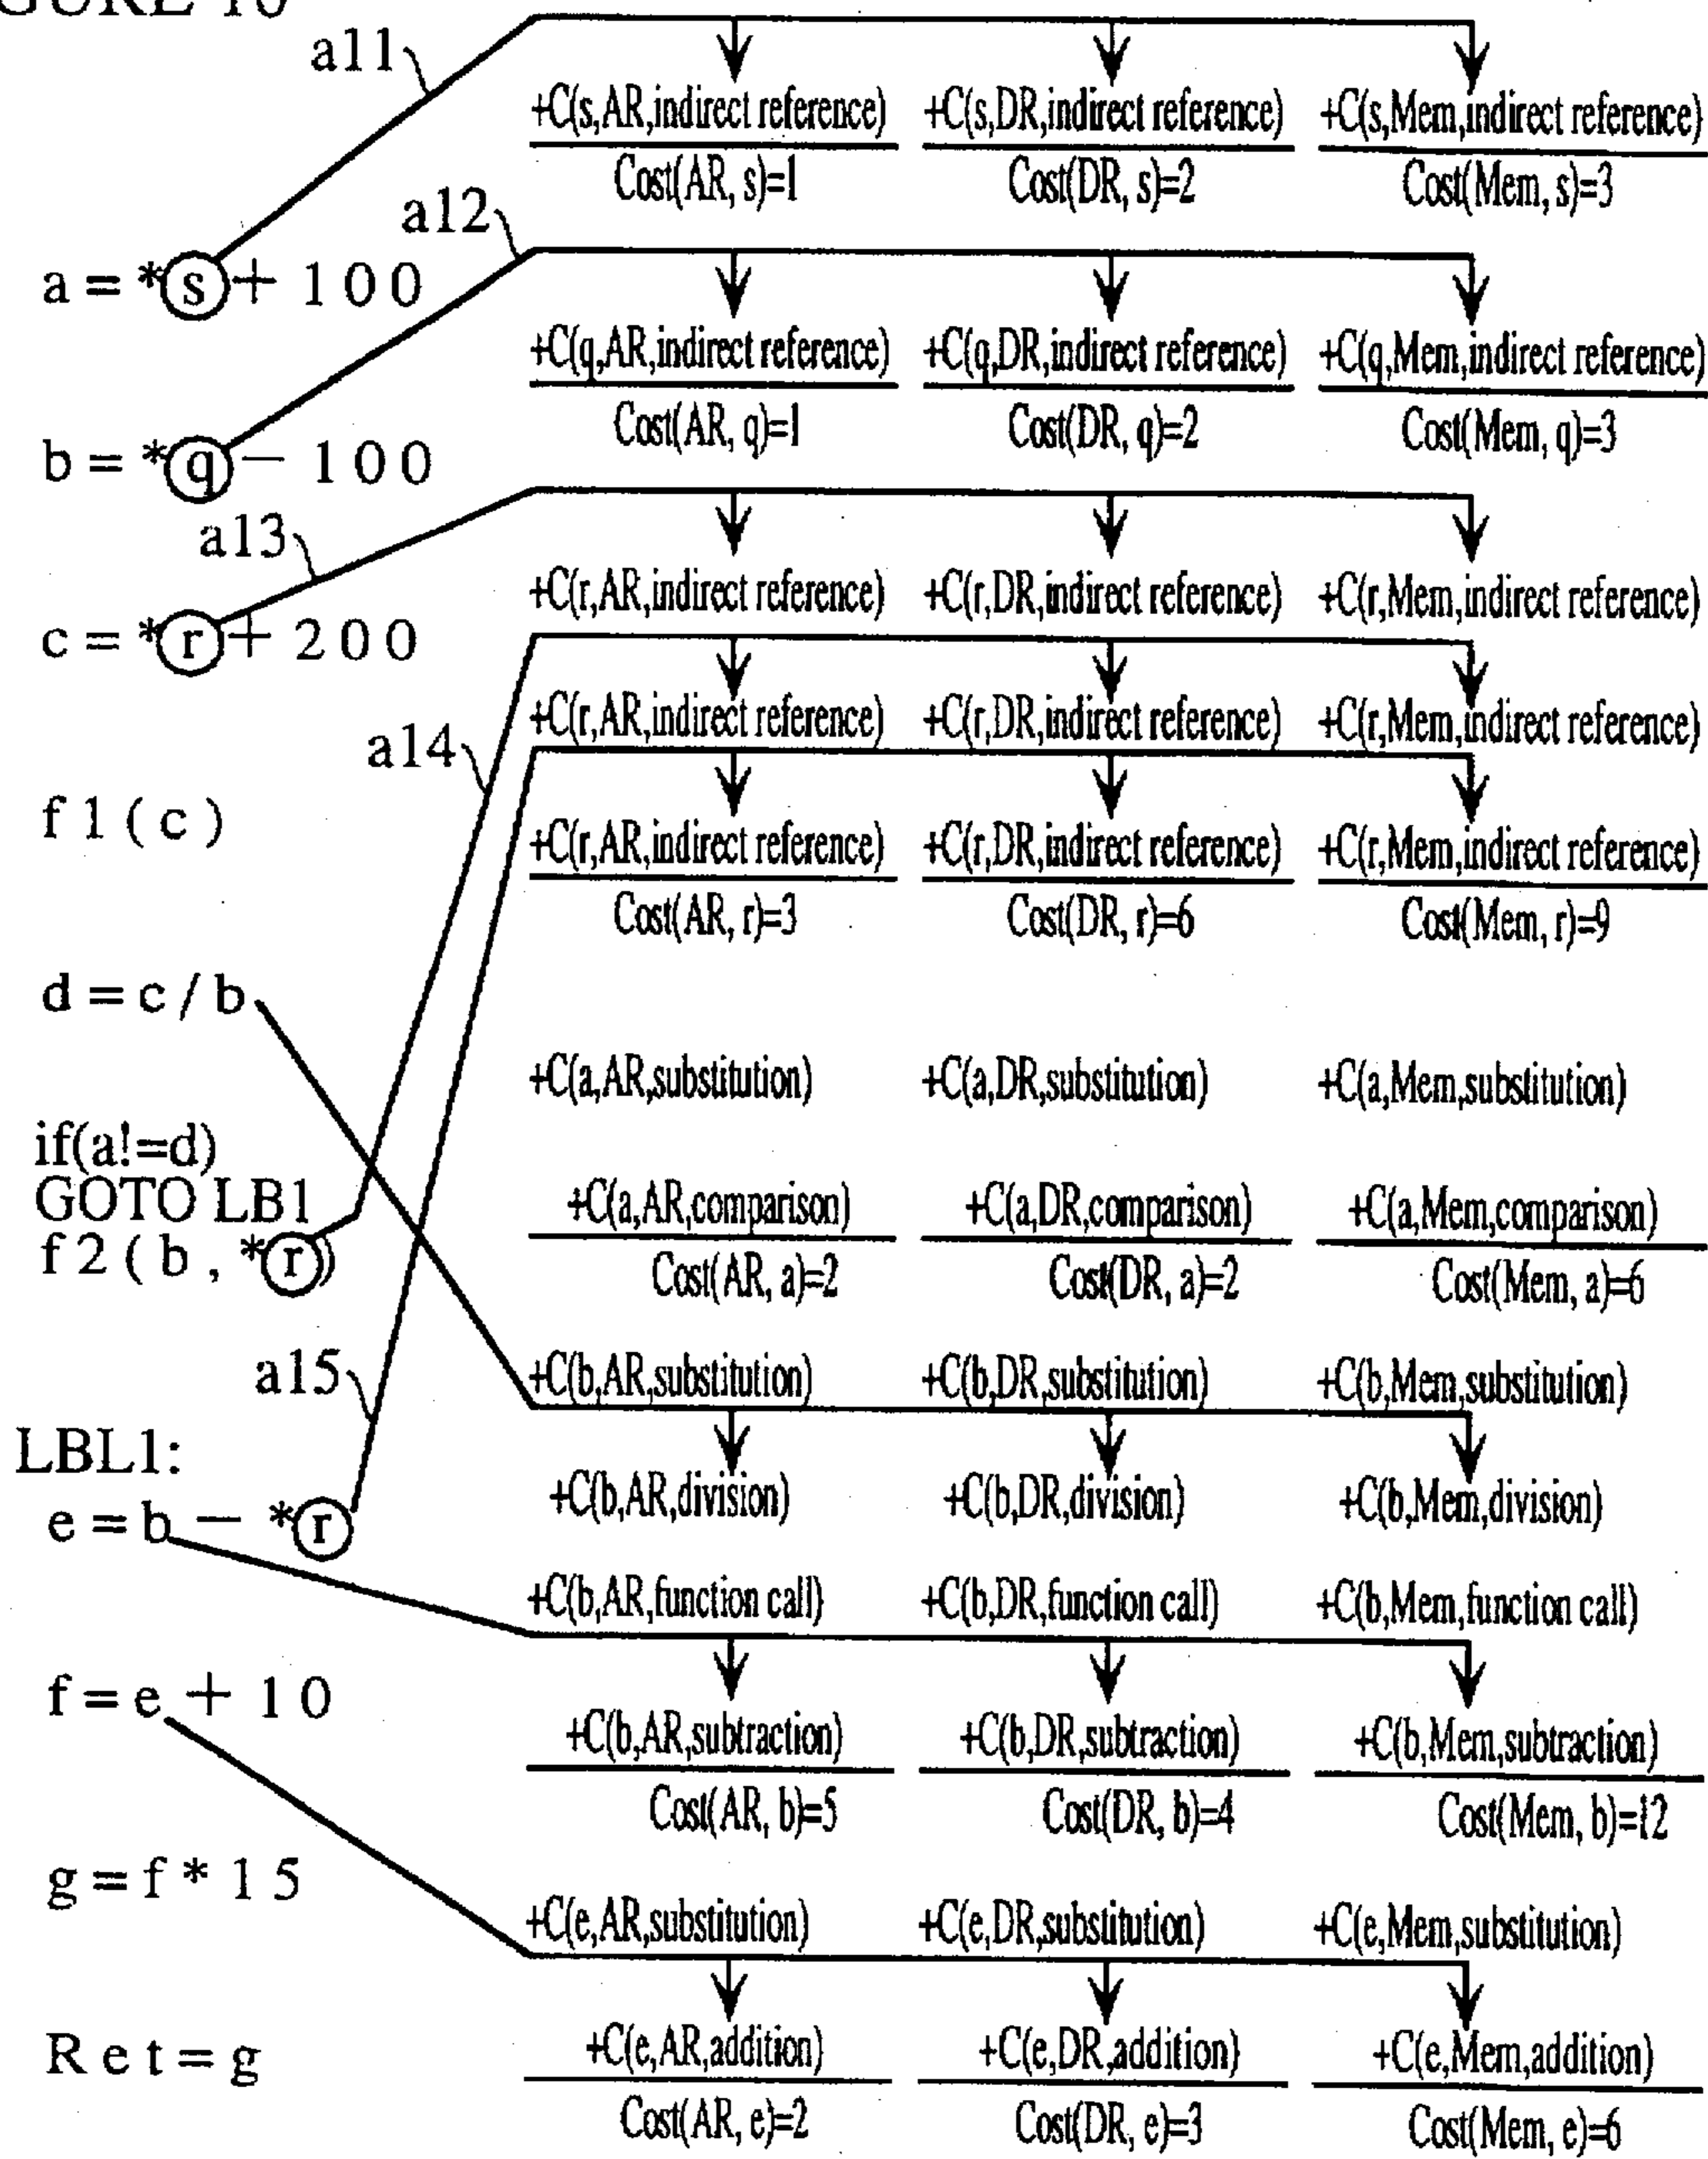 GURE 10
a11
+C(s,AR,indirect reference) +C(s,DR,indirect reference) +C(s,Mem,indirect reference)
Cost(AR, s)=1 Cost(DR, s)=2 Cost(Mem, s)=3
a12
a = *s + 100
+C(q,AR,indirect reference) +C(q,DR,indirect reference) +C(q,Mem,indirect reference)
Cost(AR, q)=1 Cost(DR, q)=2 Cost(Mem, q)=3
b = *q − 100
a13
+C(r,AR,indirect reference) +C(r,DR,indirect reference) +C(r,Mem,indirect reference)
c = *r + 200
+C(r,AR,indirect reference) +C(r,DR,indirect reference) +C(r,Mem,indirect reference)
a14
f1(c)
+C(r,AR,indirect reference) +C(r,DR,indirect reference) +C(r,Mem,indirect reference)
Cost(AR, r)=3 Cost(DR, r)=6 Cost(Mem, r)=9
d = c / b
+C(a,AR,substitution) +C(a,DR,substitution) +C(a,Mem,substitution)
if(a!=d)
GOTO LB1
+C(a,AR,comparison) +C(a,DR,comparison) +C(a,Mem,comparison)
f2(b, *r)
Cost(AR, a)=2 Cost(DR, a)=2 Cost(Mem, a)=6
a15
+C(b,AR,substitution) +C(b,DR,substitution) +C(b,Mem,substitution)
LBL1:
+C(b,AR,division) +C(b,DR,division) +C(b,Mem,division)
e = b − *r
+C(b,AR,function call) +C(b,DR,function call) +C(b,Mem,function call)
f = e + 10
+C(b,AR,subtraction) +C(b,DR,subtraction) +C(b,Mem,subtraction)
Cost(AR, b)=5 Cost(DR, b)=4 Cost(Mem, b)=12
g = f * 15
+C(e,AR,substitution) +C(e,DR,substitution) +C(e,Mem,substitution)
Ret = g
+C(e,AR,addition) +C(e,DR,addition) +C(e,Mem,addition)
Cost(AR, e)=2 Cost(DR, e)=3 Cost(Mem, e)=6